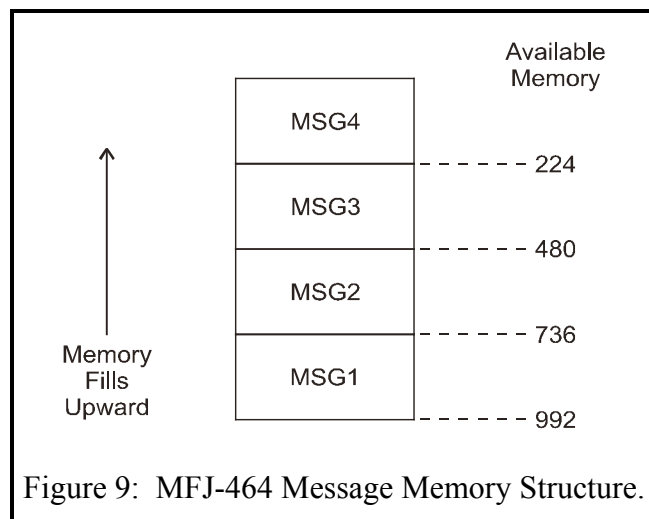 Available
Memory
MSG4
224
MSG3
480
MSG2
736
Memory
Fills
Upward
MSG1
992
Figure 9: MFJ-464 Message Memory Structure.